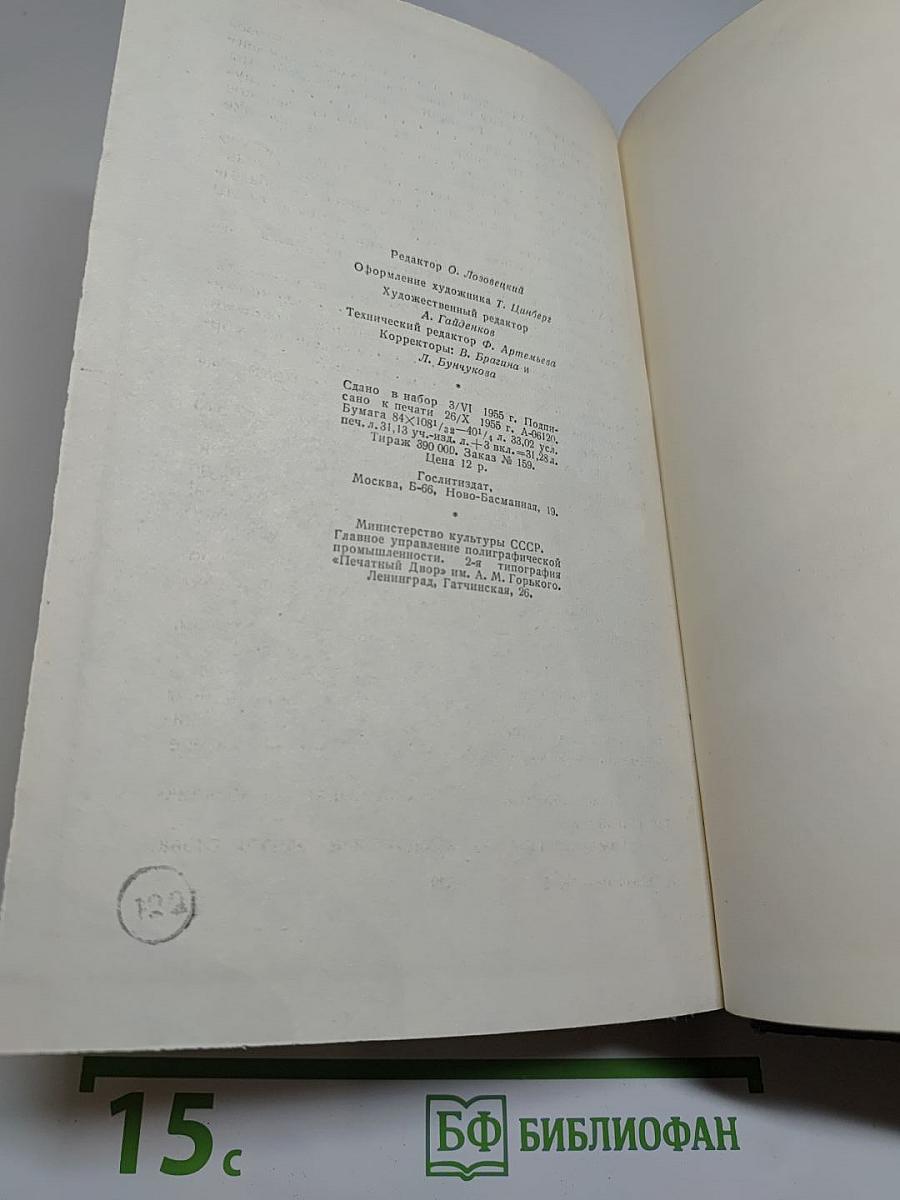 Редактор О. Лозовецкий
Оформление художника Т. Цинберг
Художественный редактор
А. Гайденков
Технический редактор Ф. Артемьева
Корректоры: В. Брагина и
Л. Бунчукова
*
Сдано в набор 3/VI 1955 г. Подпи-
сано к печати 26/X 1955 г. А-06120.
Бумага 84×108¹/₃₂—40¹/₄ л. 33,02 усл.
печ. л. 31,13 уч.-изд. л.+3 вкл.=31,28 л.
Тираж 390 000. Заказ № 159.
Цена 12 р.
Гослитиздат,
Москва, Б-66, Ново-Басманная, 19.
*
Министерство культуры СССР.
Главное управление полиграфической
промышленности. 2-я типография
«Печатный Двор» им. А. М. Горького.
Ленинград, Гатчинская, 26.
122
15 с
БФ БИБЛИОФАН